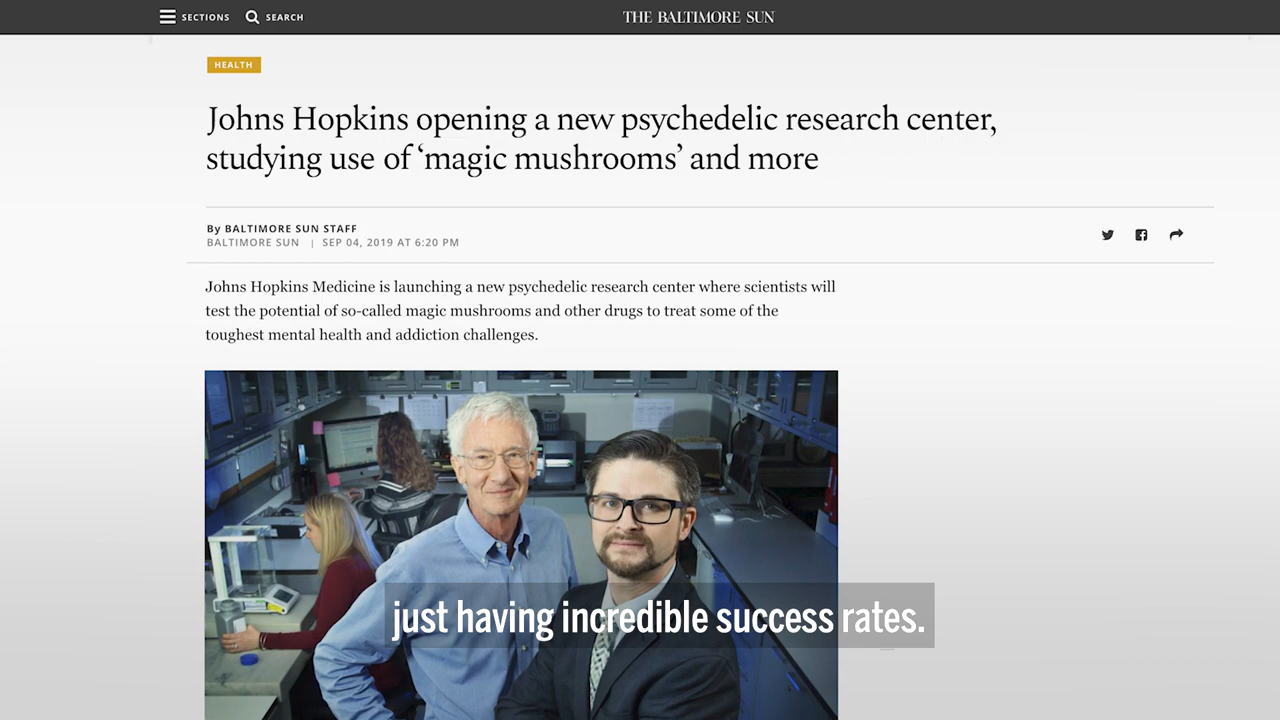 SECTIONS SEARCH THE BALTIMORE SUN
HEALTH
Johns Hopkins opening a new psychedelic research center,
studying use of ‘magic mushrooms’ and more
By BALTIMORE SUN STAFF
BALTIMORE SUN | SEP 04, 2019 AT 6:20 PM
Johns Hopkins Medicine is launching a new psychedelic research center where scientists will
test the potential of so-called magic mushrooms and other drugs to treat some of the
toughest mental health and addiction challenges.
just having incredible success rates.